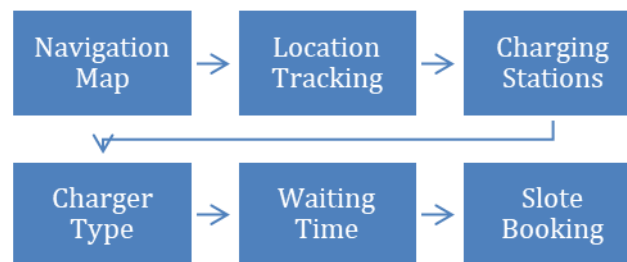 Navigation
Map
Location
Tracking
Charging
Stations
Charger
Type
Waiting
Time
Slote
Booking